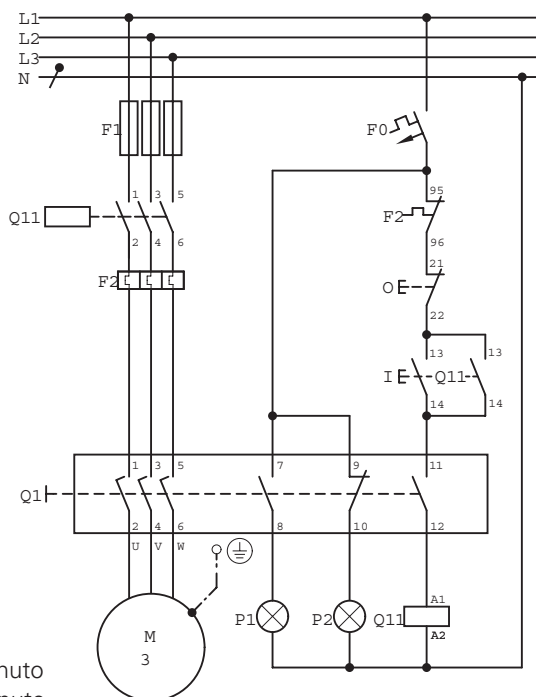 L1
L2
L3
N
F1
F0
1 3 5
95
Q11
F2
2 4 6
96
F2
21
O
22
13 13
I Q11
14 14
1 3 5 7 9 11
Q1
2 4 6 8 10 12
U V W
M
3
P1 P2 Q11
A1
A2
nuto